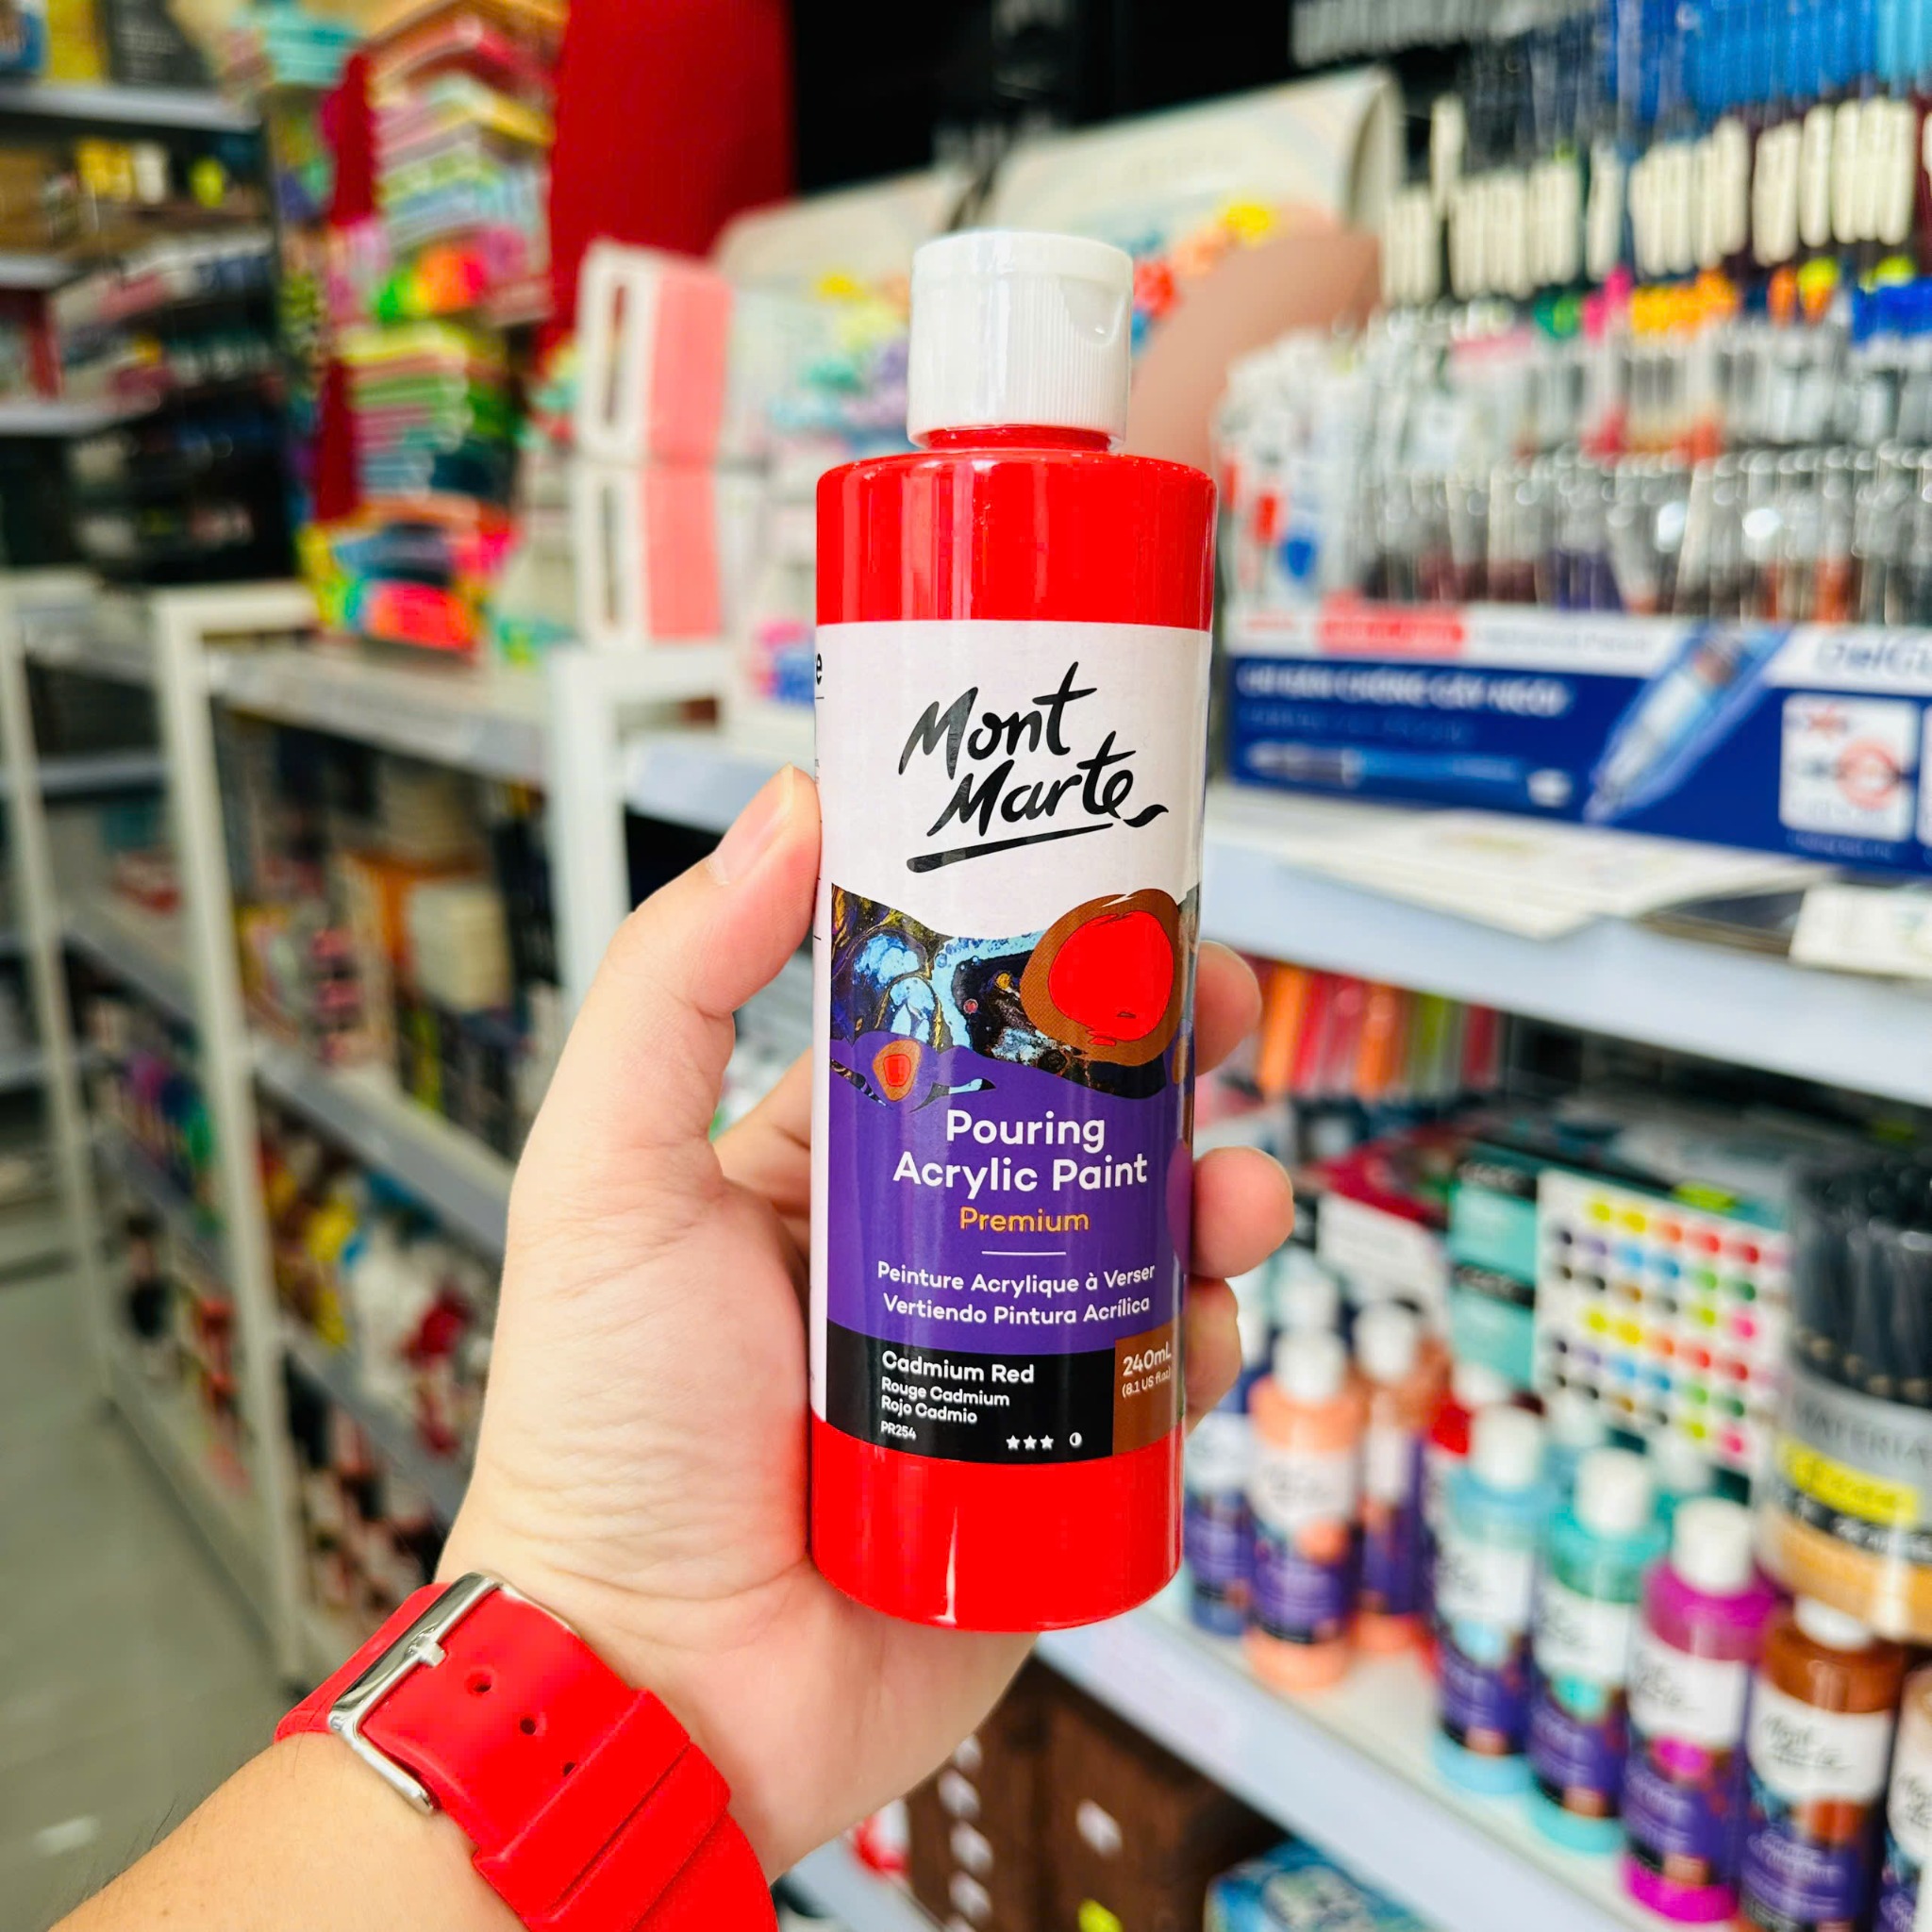 Mont
Marte
Pouring
Acrylic Paint
Premium
Peinture Acrylique à Verser
Vertiendo Pintura Acrílica
Cadmium Red
Rouge Cadmium
Rojo Cadmio
PR254
240mL
(8.1 US fl.oz)